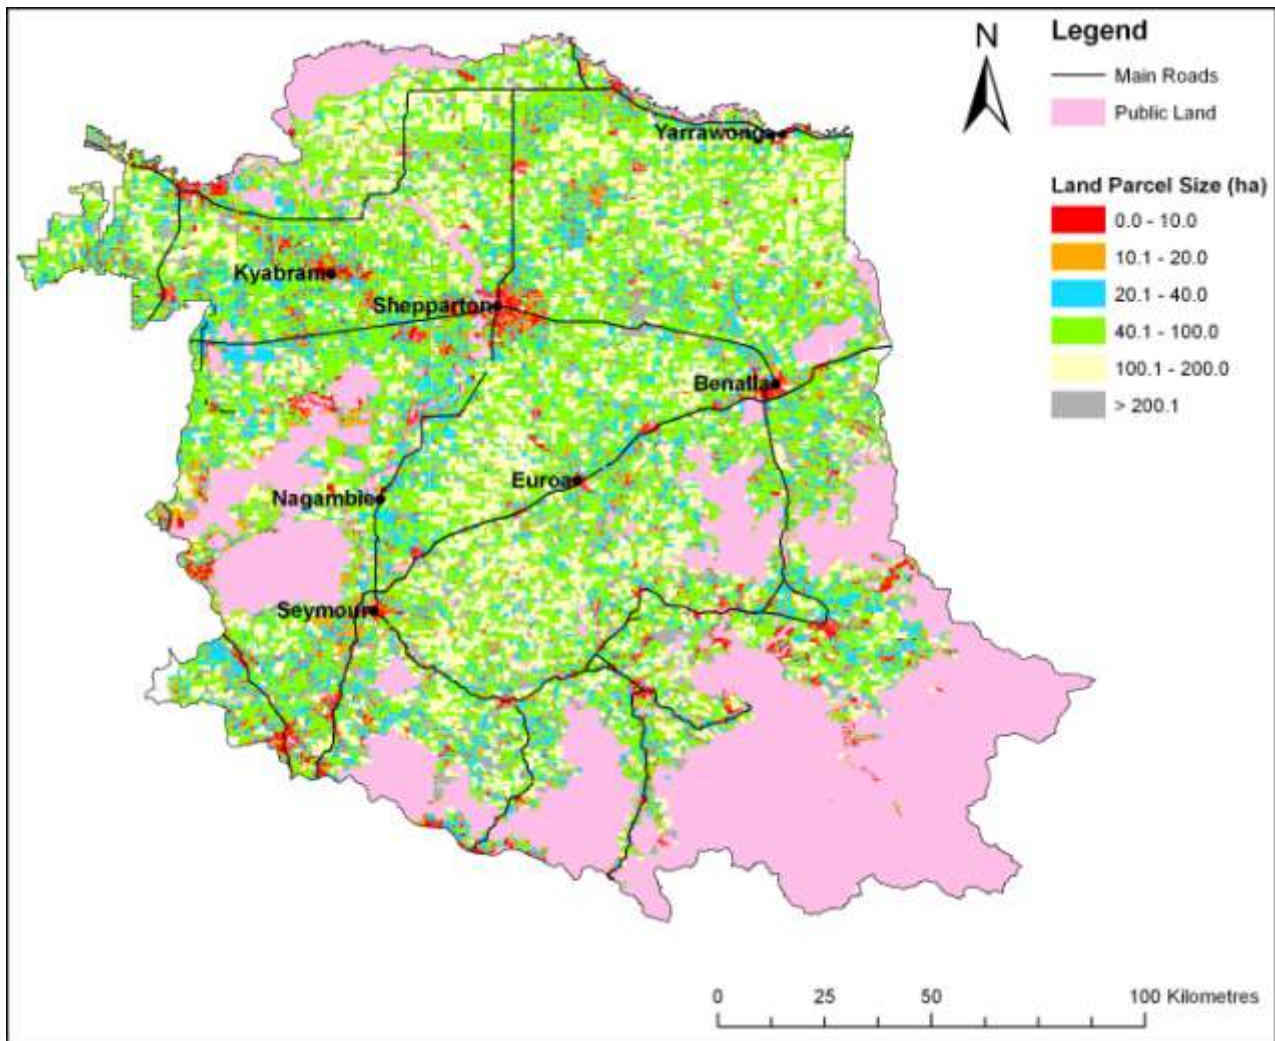 N
Legend
Main Roads
Public Land
Land Parcel Size (ha)
0.0 - 10.0
10.1 - 20.0
20.1 - 40.0
40.1 - 100.0
100.1 - 200.0
> 200.1
Yarrawonga
Kyabram
Shepparton
Benalla
Euroa
Nagambie
Seymour
0 25 50 100 Kilometres